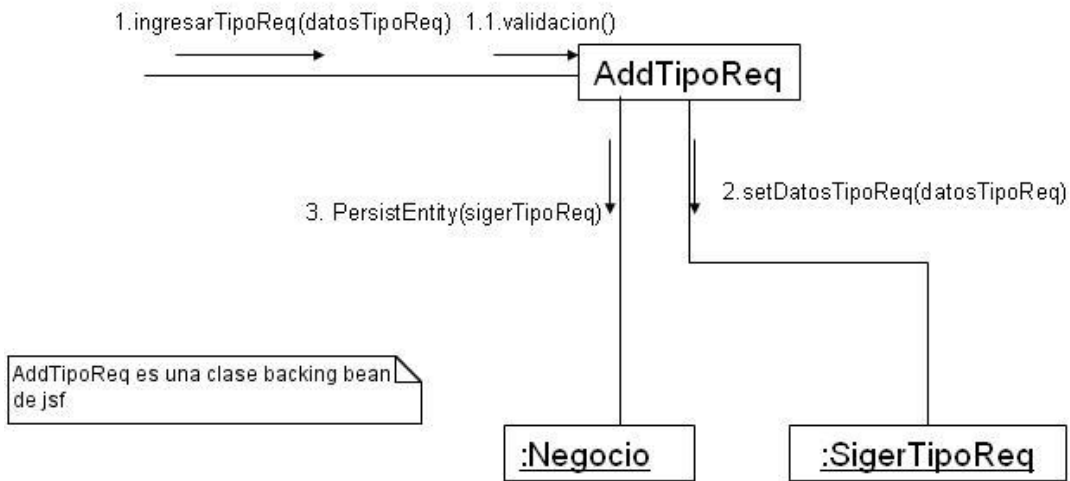 1.ingresarTipoReq(datosTipoReq) 1.1.validacion()
AddTipoReq
2.setDatosTipoReq(datosTipoReq)
3. PersistEntity(sigerTipoReq)
AddTipoReq es una clase backing bean
de jsf
:Negocio
:SigerTipoReq